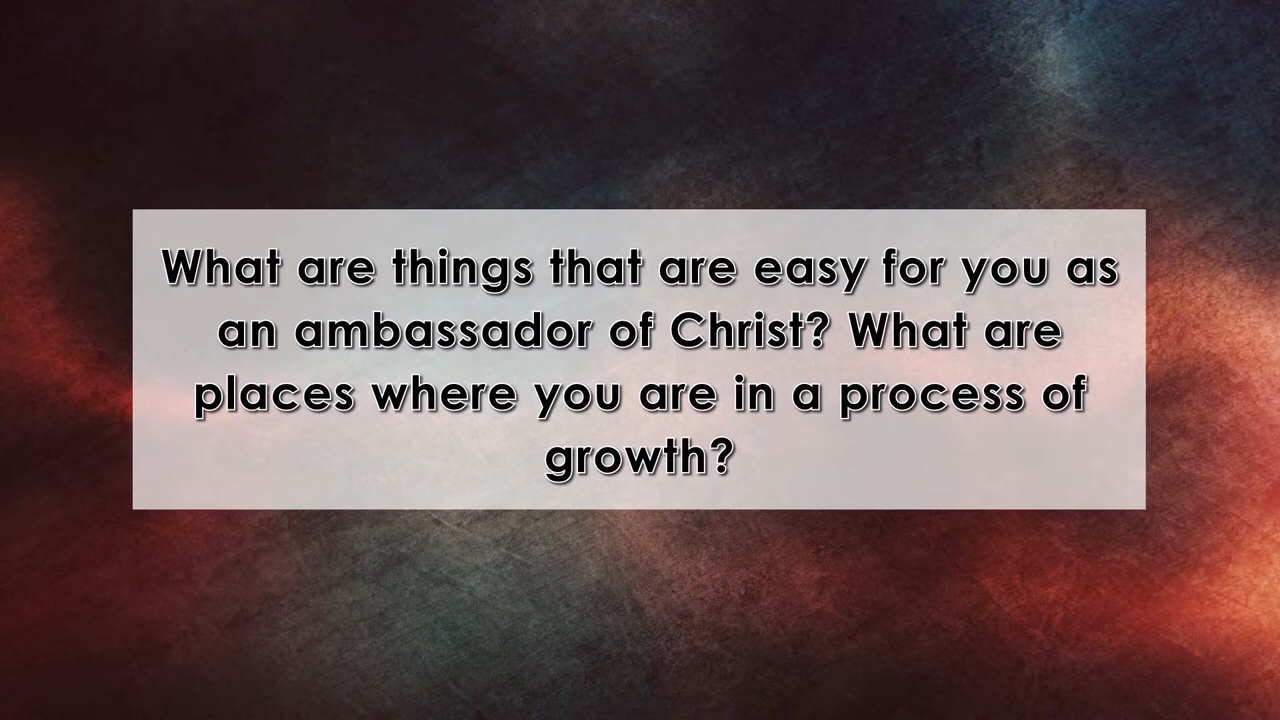 What are things that are easy for you as
an ambassador of Christ? What are
places where you are in a process of
growth?